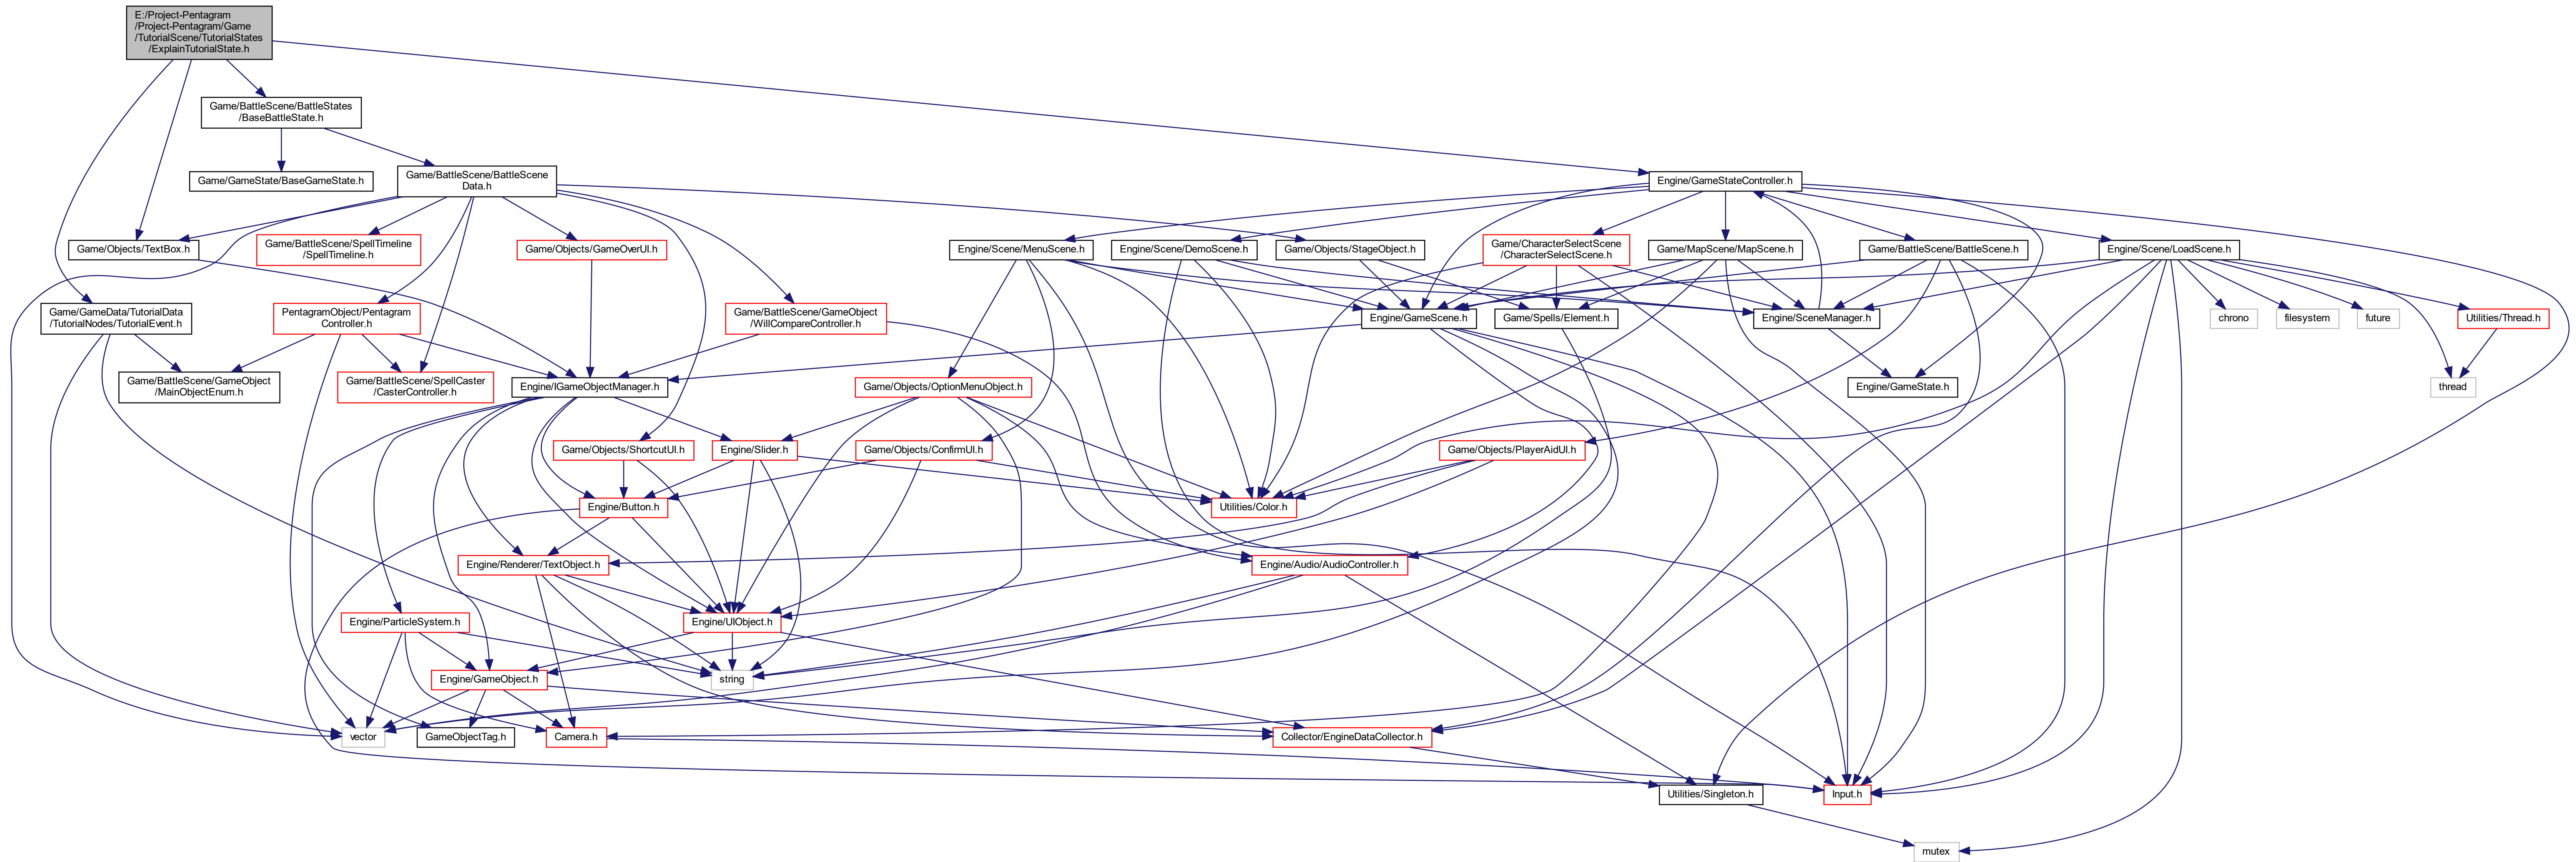 E:/Project-Pentagram
/Project-Pentagram/Game
/TutorialScene/TutorialStates
/ExplainTutorialState.h
Game/BattleScene/BattleStates
/BaseBattleState.h
Game/GameState/BaseGameState.h
Game/BattleScene/BattleScene
Data.h
Engine/GameStateController.h
Game/Objects/TextBox.h
Game/BattleScene/SpellTimeline
/SpellTimeline.h
Game/Objects/GameOverUI.h
Engine/Scene/MenuScene.h
Engine/Scene/DemoScene.h
Game/Objects/StageObject.h
Game/CharacterSelectScene
/CharacterSelectScene.h
Game/MapScene/MapScene.h
Game/BattleScene/BattleScene.h
Engine/Scene/LoadScene.h
Game/GameData/TutorialData
/TutorialNodes/TutorialEvent.h
PentagramObject/Pentagram
Controller.h
Game/BattleScene/GameObject
/WillCompareController.h
Engine/GameScene.h
Game/Spells/Element.h
Engine/SceneManager.h
chrono
filesystem
future
Utilities/Thread.h
Game/BattleScene/GameObject
/MainObjectEnum.h
Game/BattleScene/SpellCaster
/CasterController.h
Engine/IGameObjectManager.h
Game/Objects/OptionMenuObject.h
Engine/GameState.h
thread
Game/Objects/ShortcutUI.h
Engine/Slider.h
Game/Objects/ConfirmUI.h
Game/Objects/PlayerAidUI.h
Engine/Button.h
Utilities/Color.h
Engine/Renderer/TextObject.h
Engine/Audio/AudioController.h
Engine/ParticleSystem.h
Engine/UIObject.h
Engine/GameObject.h
string
vector
GameObjectTag.h
Camera.h
Collector/EngineDataCollector.h
Utilities/Singleton.h
Input.h
mutex